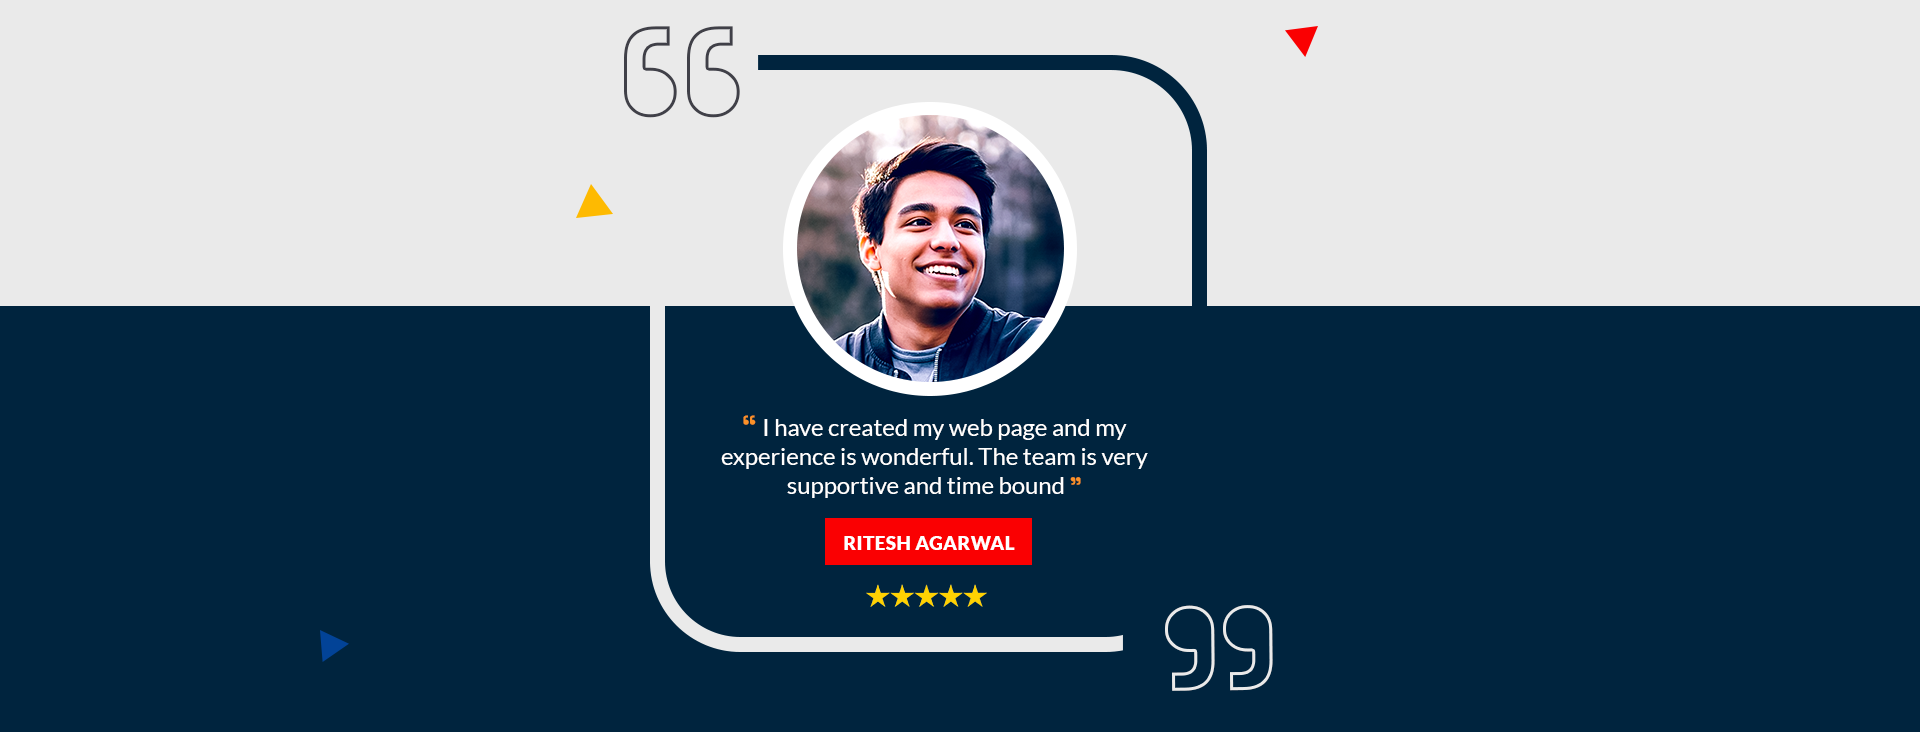 “ I have created my web page and my
experience is wonderful. The team is very
supportive and time bound ”
RITESH AGARWAL